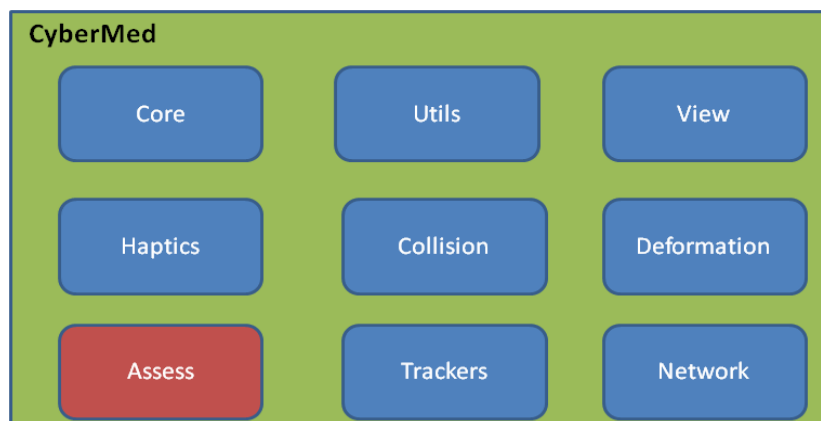 CyberMed
Core
Utils
View
Haptics
Collision
Deformation
Assess
Trackers
Network